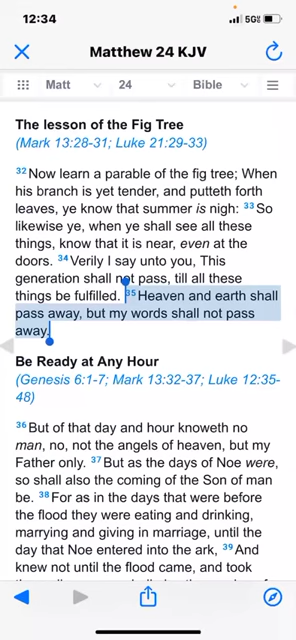 12:34
5G
Matthew 24 KJV
Matt 24 Bible
The lesson of the Fig Tree
(Mark 13:28-31; Luke 21:29-33)
32 Now learn a parable of the fig tree; When
his branch is yet tender, and putteth forth
leaves, ye know that summer is nigh: 33 So
likewise ye, when ye shall see all these
things, know that it is near, even at the
doors. 34 Verily I say unto you, This
generation shall not pass, till all these
things be fulfilled. 35 Heaven and earth shall
pass away, but my words shall not pass
away.
Be Ready at Any Hour
(Genesis 6:1-7; Mark 13:32-37; Luke 12:35-
48)
36 But of that day and hour knoweth no
man, no, not the angels of heaven, but my
Father only. 37 But as the days of Noe were,
so shall also the coming of the Son of man
be. 38 For as in the days that were before
the flood they were eating and drinking,
marrying and giving in marriage, until the
day that Noe entered into the ark, 39 And
knew not until the flood came, and took